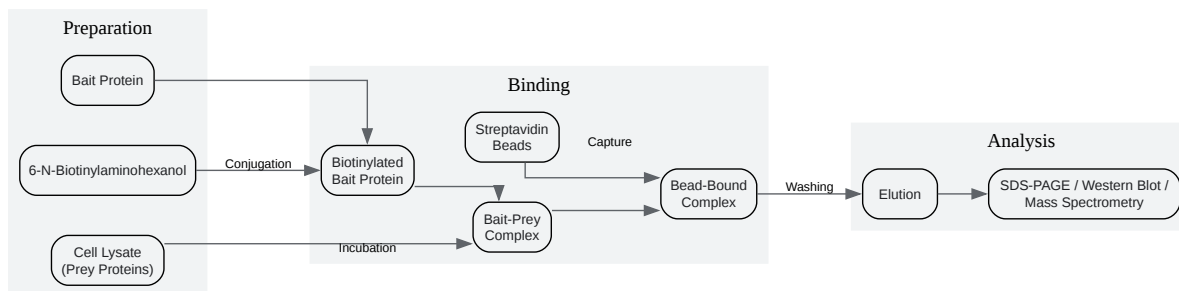 Preparation
Bait Protein
6-N-Biotinylaminohexanol
Cell Lysate
(Prey Proteins)
Conjugation
Incubation
Binding
Biotinylated
Bait Protein
Streptavidin
Beads
Bait-Prey
Complex
Capture
Bead-Bound
Complex
Washing
Analysis
Elution
SDS-PAGE / Western Blot /
Mass Spectrometry